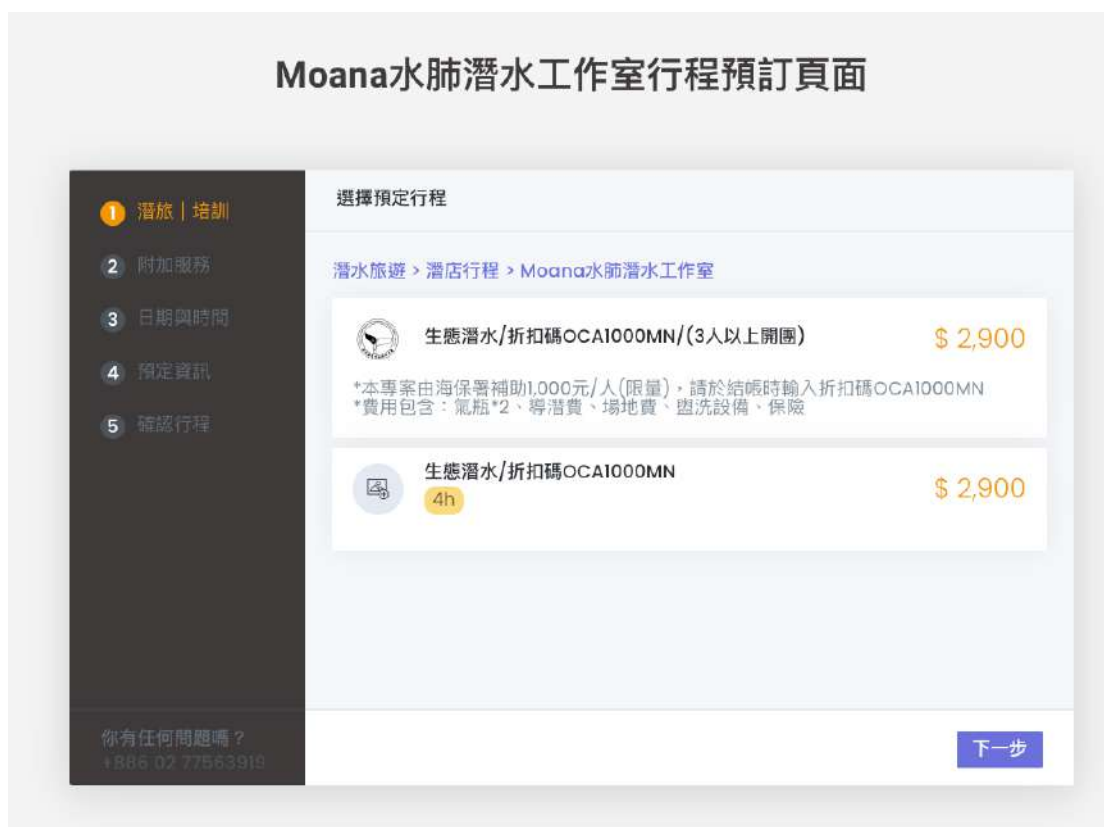 Moana水肺潛水工作室行程預訂頁面
1 潛旅 | 培訓
2 附加服務
3 日期與時間
4 預定資訊
5 確認行程
你有任何問題嗎？
+886 02 77563919
選擇預定行程
潛水旅遊 > 潛店行程 > Moana水肺潛水工作室
生態潛水/折扣碼OCA1000MN/(3人以上開團)
$ 2,900
*本專案由海保署補助1,000元/人(限量)，請於結帳時輸入折扣碼OCA1000MN
*費用包含：氣瓶*2、導潛費、場地費、盥洗設備、保險
生態潛水/折扣碼OCA1000MN
4h
$ 2,900
下一步